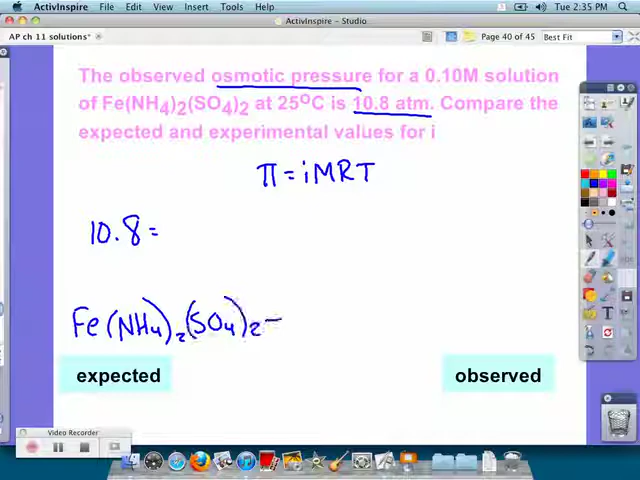 ActivInspire File Edit View Insert Tools Help Tue 2:35 PM
ActivInspire – Studio
AP ch 11 solutions* Page 40 of 45 Best Fit
The observed osmotic pressure for a 0.10M solution
of Fe(NH4)2(SO4)2 at 25°C is 10.8 atm. Compare the
expected and experimental values for i
π = iMRT
10.8 =
Fe(NH4)2(SO4)2 –
expected observed
Video Recorder